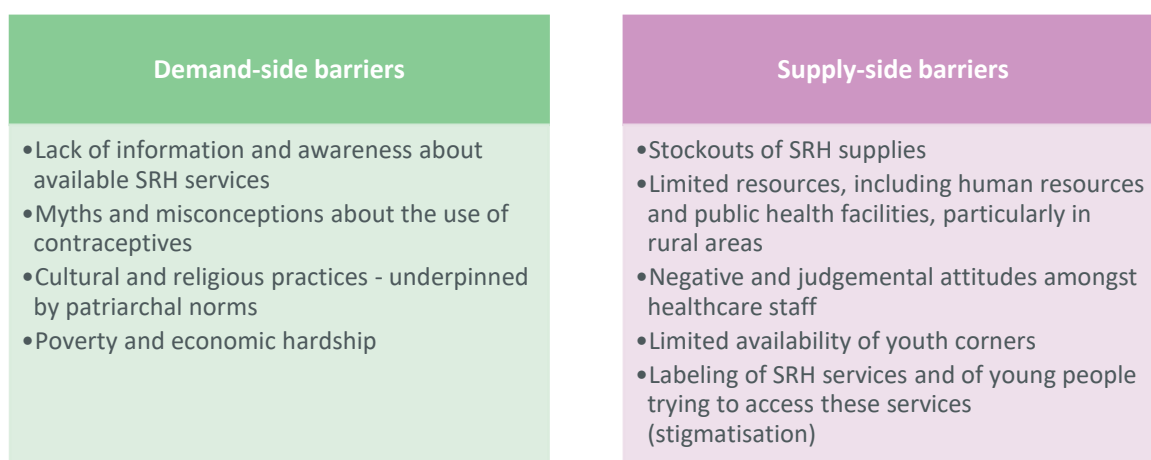 Demand-side barriers
•Lack of information and awareness about
available SRH services
•Myths and misconceptions about the use of
contraceptives
•Cultural and religious practices - underpinned
by patriarchal norms
•Poverty and economic hardship
Supply-side barriers
•Stockouts of SRH supplies
•Limited resources, including human resources
and public health facilities, particularly in
rural areas
•Negative and judgemental attitudes amongst
healthcare staff
•Limited availability of youth corners
•Labeling of SRH services and of young people
trying to access these services
(stigmatisation)